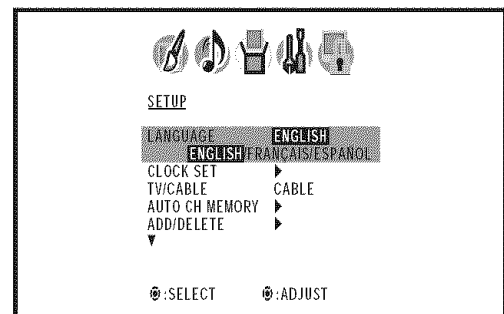 SETUP
LANGUAGE ENGLISH
ENGLISH/FRANÇAIS/ESPAÑOL
CLOCK SET ▶
TV/CABLE CABLE
AUTO CH MEMORY ▶
ADD/DELETE ▶
▼
:SELECT :ADJUST